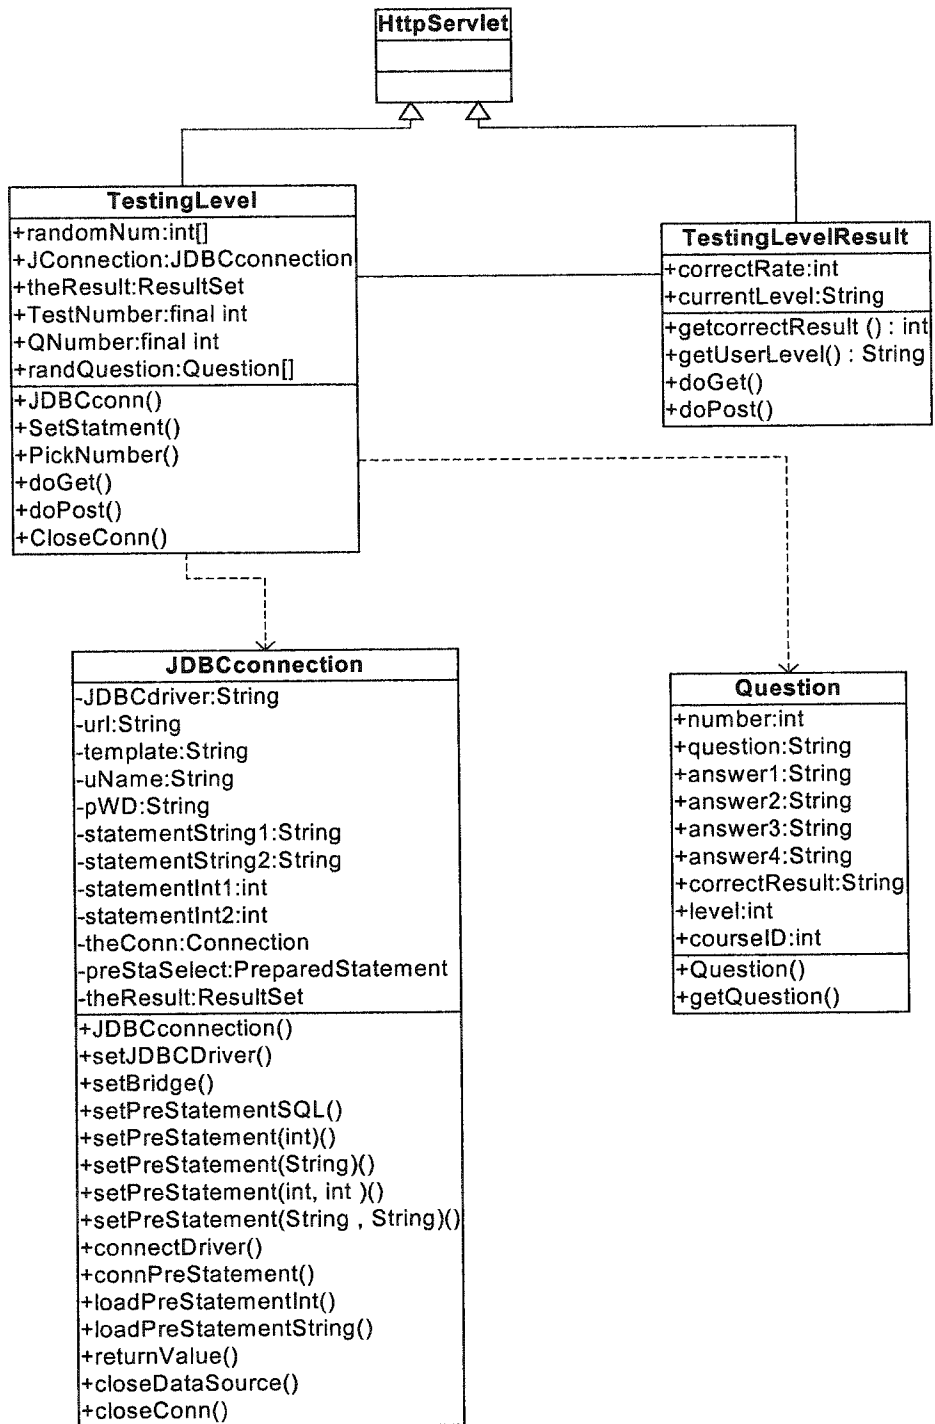 HttpServlet
TestingLevel
+randomNum:int[]
+JConnection:JDBCconnection
+theResult:ResultSet
+TestNumber:final int
+QNumber:final int
+randQuestion:Question[]
+JDBCconn()
+SetStatment()
+PickNumber()
+doGet()
+doPost()
+CloseConn()
TestingLevelResult
+correctRate:int
+currentLevel:String
+getcorrectResult () : int
+getUserLevel() : String
+doGet()
+doPost()
JDBCconnection
-JDBCdriver:String
-url:String
-template:String
-uName:String
-pWD:String
-statementString1:String
-statementString2:String
-statementInt1:int
-statementInt2:int
-theConn:Connection
-preStaSelect:PreparedStatement
-theResult:ResultSet
+JDBCconnection()
+setJDBCDriver()
+setBridge()
+setPreStatementSQL()
+setPreStatement(int)()
+setPreStatement(String)()
+setPreStatement(int, int )()
+setPreStatement(String , String)()
+connectDriver()
+connPreStatement()
+loadPreStatementInt()
+loadPreStatementString()
+returnValue()
+closeDataSource()
+closeConn()
Question
+number:int
+question:String
+answer1:String
+answer2:String
+answer3:String
+answer4:String
+correctResult:String
+level:int
+courseID:int
+Question()
+getQuestion()